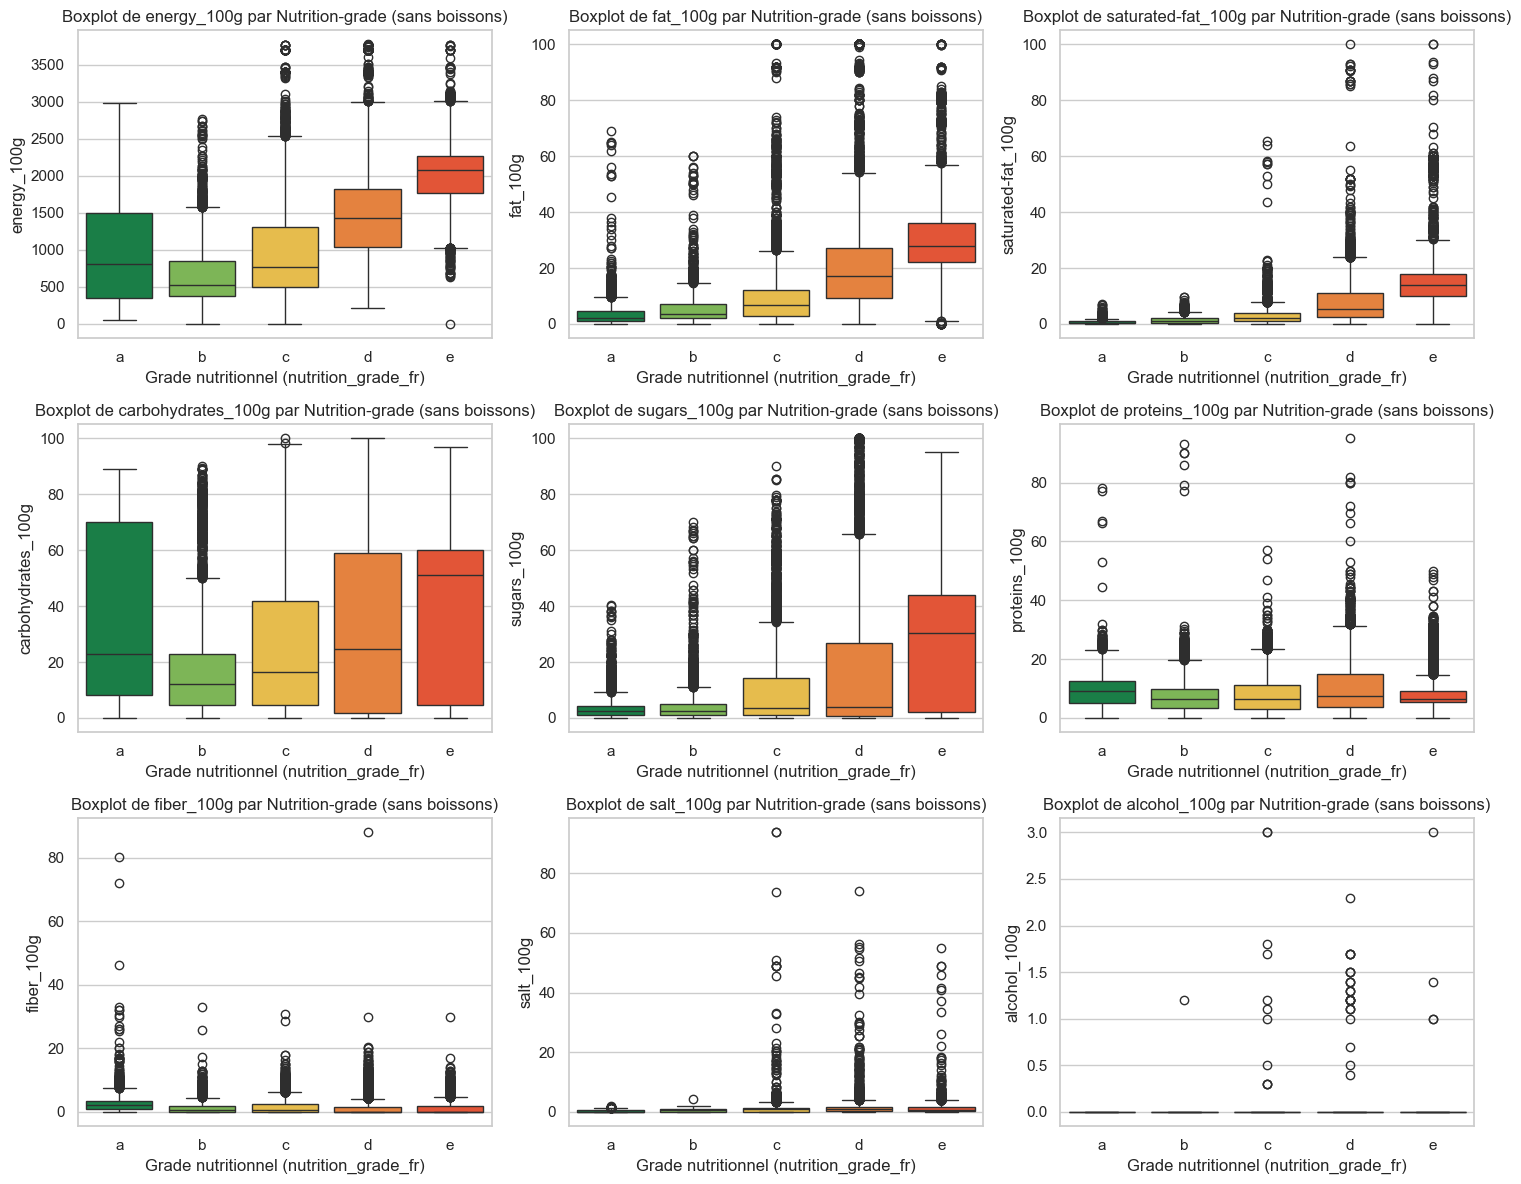 Boxplot de energy_100g par Nutrition-grade (sans boissons)
energy_100g
3500
3000
2500
2000
1500
1000
500
0
a b c d e
Grade nutritionnel (nutrition_grade_fr)
Boxplot de fat_100g par Nutrition-grade (sans boissons)
fat_100g
100
80
60
40
20
0
a b c d e
Grade nutritionnel (nutrition_grade_fr)
Boxplot de saturated-fat_100g par Nutrition-grade (sans boissons)
saturated-fat_100g
100
80
60
40
20
0
a b c d e
Grade nutritionnel (nutrition_grade_fr)
Boxplot de carbohydrates_100g par Nutrition-grade (sans boissons)
carbohydrates_100g
100
80
60
40
20
0
a b c d e
Grade nutritionnel (nutrition_grade_fr)
Boxplot de sugars_100g par Nutrition-grade (sans boissons)
sugars_100g
100
80
60
40
20
0
a b c d e
Grade nutritionnel (nutrition_grade_fr)
Boxplot de proteins_100g par Nutrition-grade (sans boissons)
proteins_100g
80
60
40
20
0
a b c d e
Grade nutritionnel (nutrition_grade_fr)
Boxplot de fiber_100g par Nutrition-grade (sans boissons)
fiber_100g
80
60
40
20
0
a b c d e
Grade nutritionnel (nutrition_grade_fr)
Boxplot de salt_100g par Nutrition-grade (sans boissons)
salt_100g
80
60
40
20
0
a b c d e
Grade nutritionnel (nutrition_grade_fr)
Boxplot de alcohol_100g par Nutrition-grade (sans boissons)
alcohol_100g
3.0
2.5
2.0
1.5
1.0
0.5
0.0
a b c d e
Grade nutritionnel (nutrition_grade_fr)